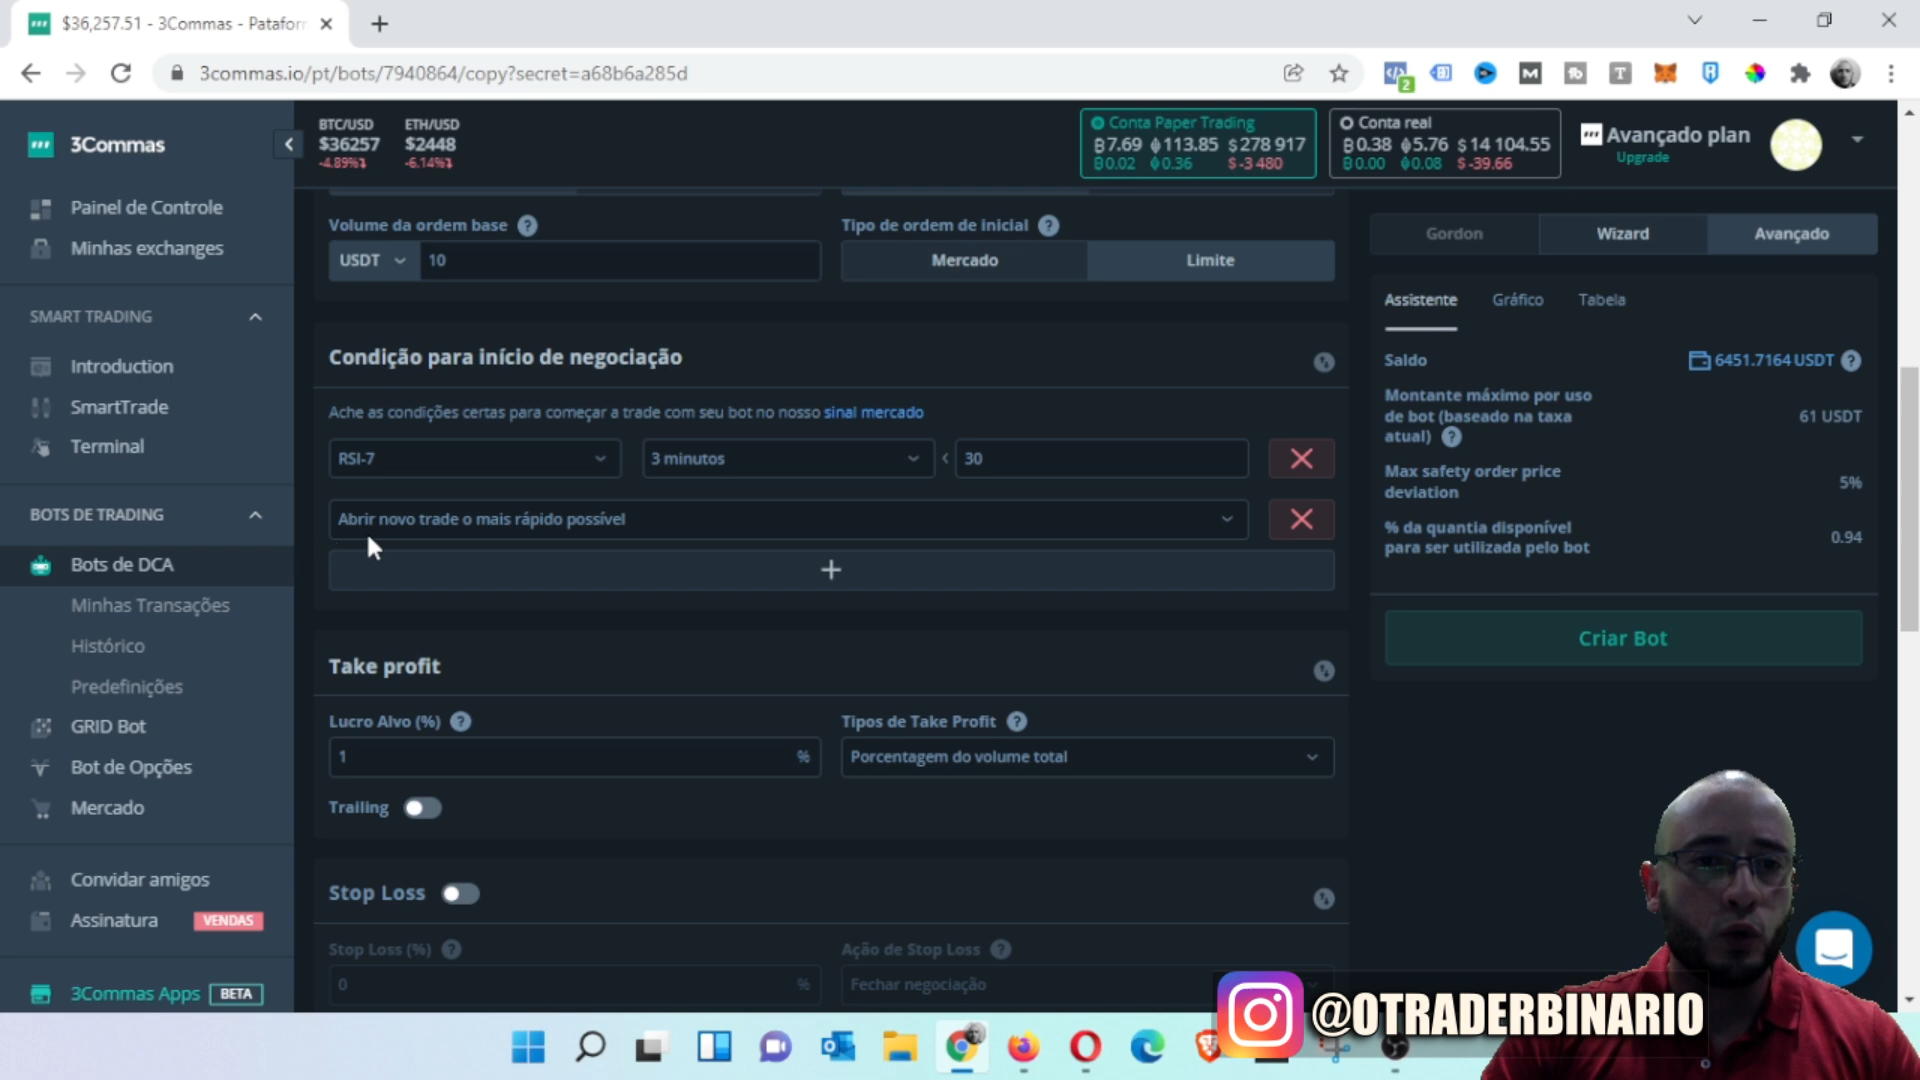 $36,257.51 - 3Commas - Platafor
3commas.io/pt/bots/7940864/copy?secret=a68b6a285d
2
3Commas
BTC/USD
$36257
-4.89%
ETH/USD
$2448
-6.14%
Conta Paper Trading
₿7.69 113.85 $278 917
₿0.02 0.36 $-3 480
Conta real
₿0.38 5.76 $14 104.55
₿0.00 0.08 $-39.66
Avançado plan
Upgrade
Painel de Controle
Minhas exchanges
SMART TRADING
Introduction
SmartTrade
Terminal
BOTS DE TRADING
Bots de DCA
Minhas Transações
Histórico
Predefinições
GRID Bot
Bot de Opções
Mercado
Convidar amigos
Assinatura VENDAS
3Commas Apps BETA
Volume da ordem base ?
USDT 10
Tipo de ordem de inicial ?
Mercado Limite
Condição para início de negociação
Ache as condições certas para começar a trade com seu bot no nosso sinal mercado
RSI-7 3 minutos < 30
Abrir novo trade o mais rápido possível
+
Take profit
Lucro Alvo (%) ?
1 %
Tipos de Take Profit ?
Porcentagem do volume total
Trailing
Stop Loss
Stop Loss (%) ?
0 %
Ação de Stop Loss ?
Fechar negociação
Gordon Wizard Avançado
Assistente Gráfico Tabela
Saldo 6451.7164 USDT ?
Montante máximo por uso
de bot (baseado na taxa
atual) ?
61 USDT
Max safety order price
deviation
5%
% da quantia disponível
para ser utilizada pelo bot
0.94
Criar Bot
@OTRADERBINARIO